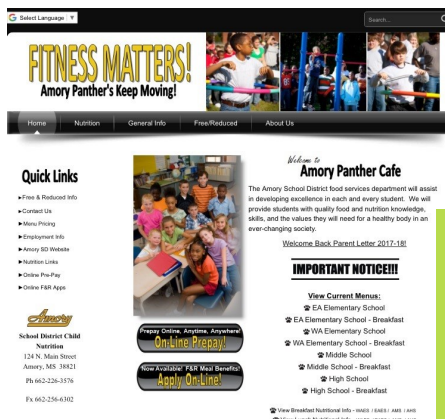 Select Language ▼
Search...
FITNESS MATTERS!
Amory Panther's Keep Moving!
Home Nutrition General Info Free/Reduced About Us
Quick Links
►Free & Reduced Info
►Contact Us
►Menu Pricing
►Employment Info
►Amory SD Website
►Nutrition Links
►Online Pre-Pay
►Online F&R Apps
Amory
School District Child
Nutrition
124 N. Main Street
Amory, MS 38821
Ph 662-226-3576
Fx 662-256-6302
Prepay Online, Anytime, Anywhere!
On-Line Prepay!
Now Available! F&R Meal Benefits!
Apply On-Line!
Welcome to
Amory Panther Cafe
The Amory School District food services department will assist
in developing excellence in each and every student. We will
provide students with quality food and nutrition knowledge,
skills, and the values they will need for a healthy body in an
ever-changing society.
Welcome Back Parent Letter 2017-18!
IMPORTANT NOTICE!!!
View Current Menus:
EA Elementary School
EA Elementary School - Breakfast
WA Elementary School
WA Elementary School - Breakfast
Middle School
Middle School - Breakfast
High School
High School - Breakfast
View Breakfast Nutritional Info - WAES / EAES / AMS / AHS